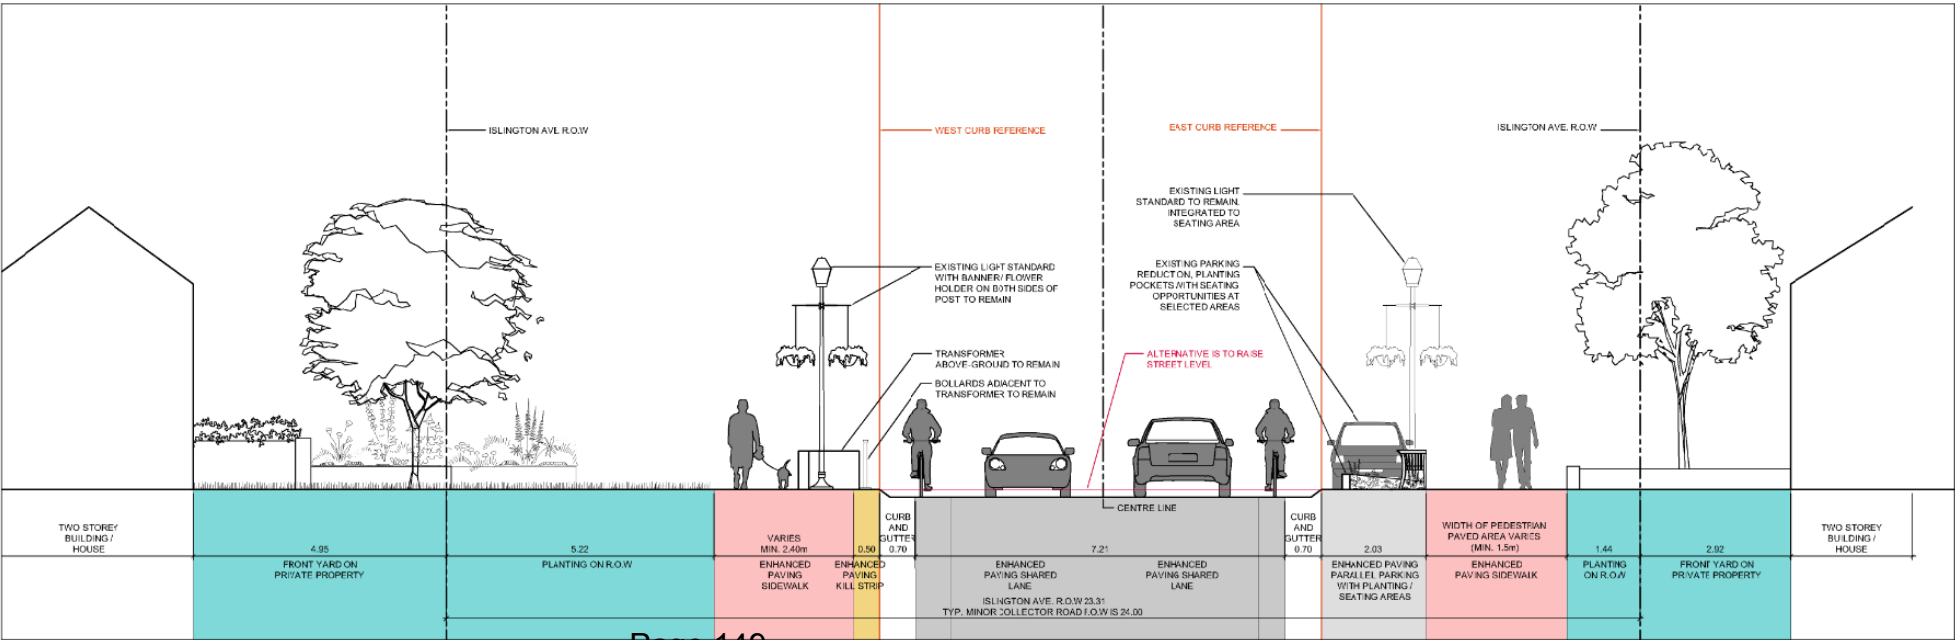 ISLINGTON AVE. R.O.W
WEST CURB REFERENCE
EAST CURB REFERENCE
ISLINGTON AVE. R.O.W
EXISTING LIGHT
STANDARD TO REMAIN.
INTEGRATED TO
SEATING AREA
EXISTING LIGHT STANDARD
WITH BANNER/ FLOWER
HOLDER ON BOTH SIDES OF
POST TO REMAIN
EXISTING PARKING
REDUCTION, PLANTING
POCKETS WITH SEATING
OPPORTUNITIES AT
SELECTED AREAS
TRANSFORMER
ABOVE-GROUND TO REMAIN
ALTERNATIVE IS TO RAISE
STREET LEVEL
BOLLARDS ADJACENT TO
TRANSFORMER TO REMAIN
CENTRE LINE
TWO STOREY
BUILDING /
HOUSE
4.95
FRONT YARD ON
PRIVATE PROPERTY
5.22
PLANTING ON R.O.W
VARIES
MIN. 2.40m
ENHANCED
PAVING
SIDEWALK
0.50
ENHANCED
PAVING
KILL STRIP
CURB
AND
GUTTER
0.70
7.21
ENHANCED
PAVING SHARED
LANE
ENHANCED
PAVING SHARED
LANE
ISLINGTON AVE. R.O.W 23.31
TYP. MINOR COLLECTOR ROAD R.O.W IS 24.00
CURB
AND
GUTTER
0.70
2.03
ENHANCED PAVING
PARALLEL PARKING
WITH PLANTING /
SEATING AREAS
WIDTH OF PEDESTRIAN
PAVED AREA VARIES
(MIN. 1.5m)
ENHANCED
PAVING SIDEWALK
1.44
PLANTING
ON R.O.W
2.92
FRONT YARD ON
PRIVATE PROPERTY
TWO STOREY
BUILDING /
HOUSE
Page 149